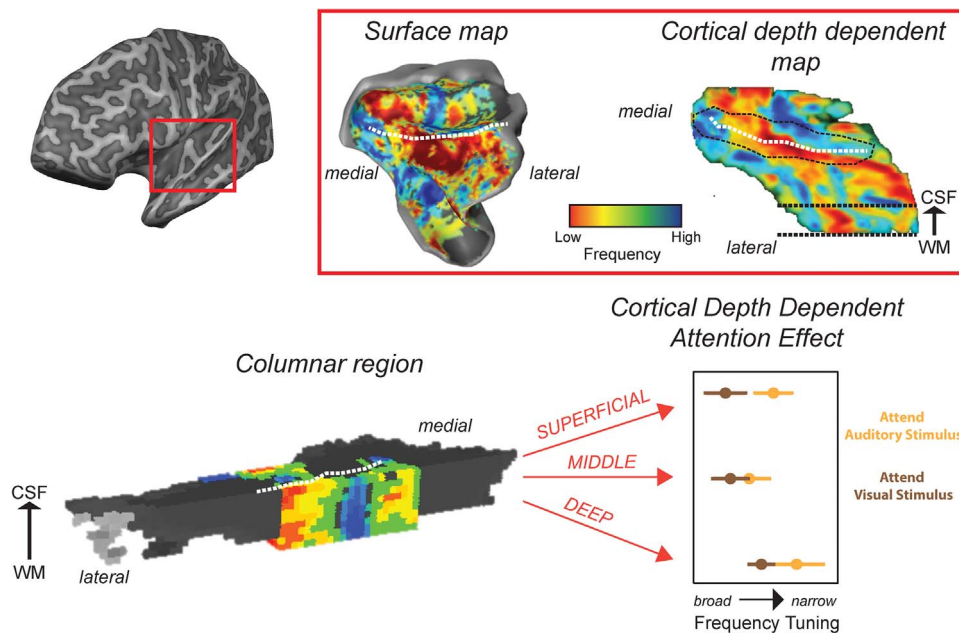 Surface map
Cortical depth dependent
map
medial
medial
lateral
Low
High
Frequency
CSF
WM
lateral
Cortical Depth Dependent
Attention Effect
Columnar region
medial
CSF
WM
lateral
SUPERFICIAL
MIDDLE
DEEP
Attend
Auditory Stimulus
Attend
Visual Stimulus
broad
narrow
Frequency Tuning